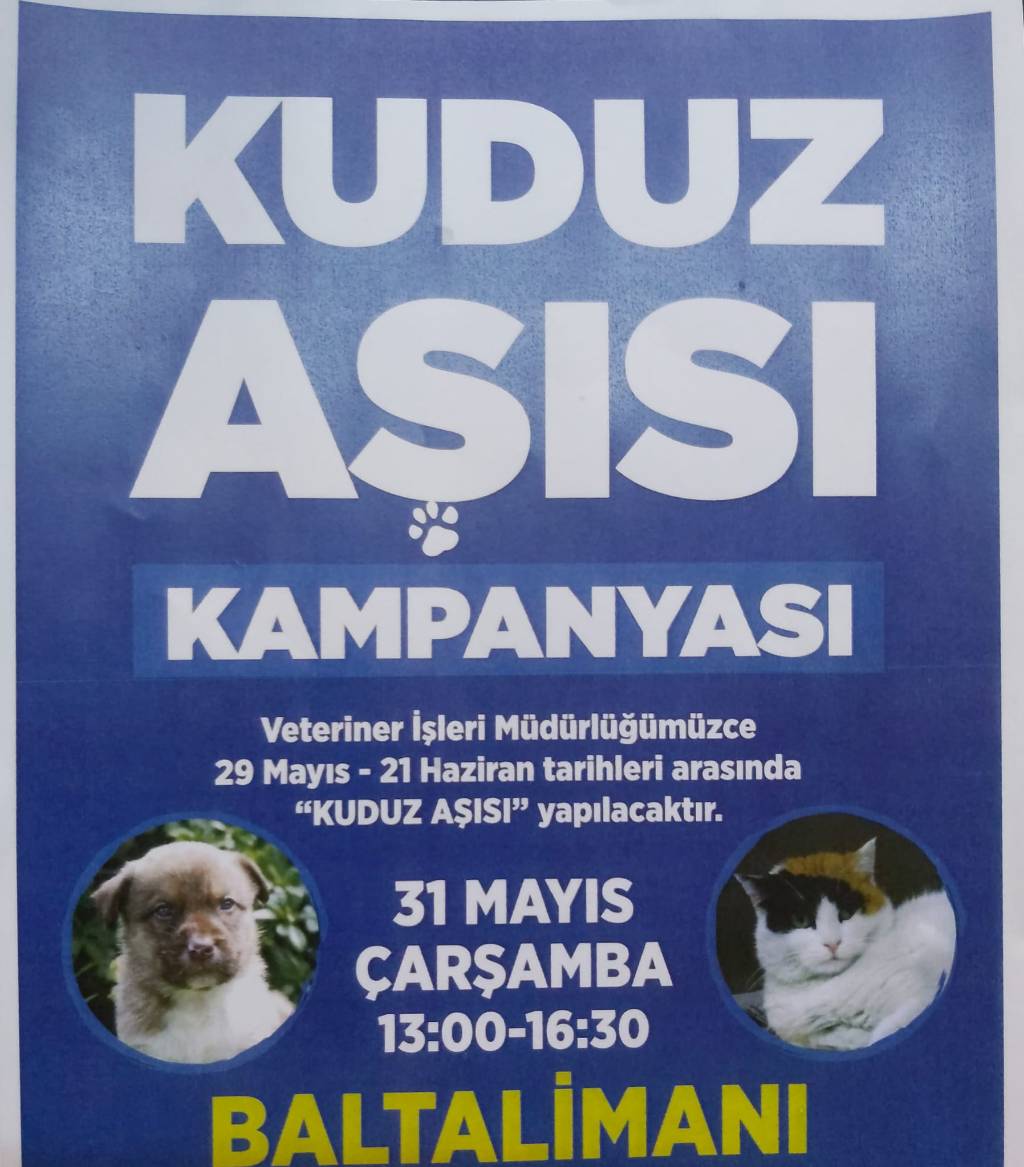 KUDUZ
AŞISI
KAMPANYASI
Veteriner İşleri Müdürlüğümüzce
29 Mayıs - 21 Haziran tarihleri arasında
“KUDUZ AŞISI” yapılacaktır.
31 MAYIS
ÇARŞAMBA
13:00-16:30
BALTALİMANI